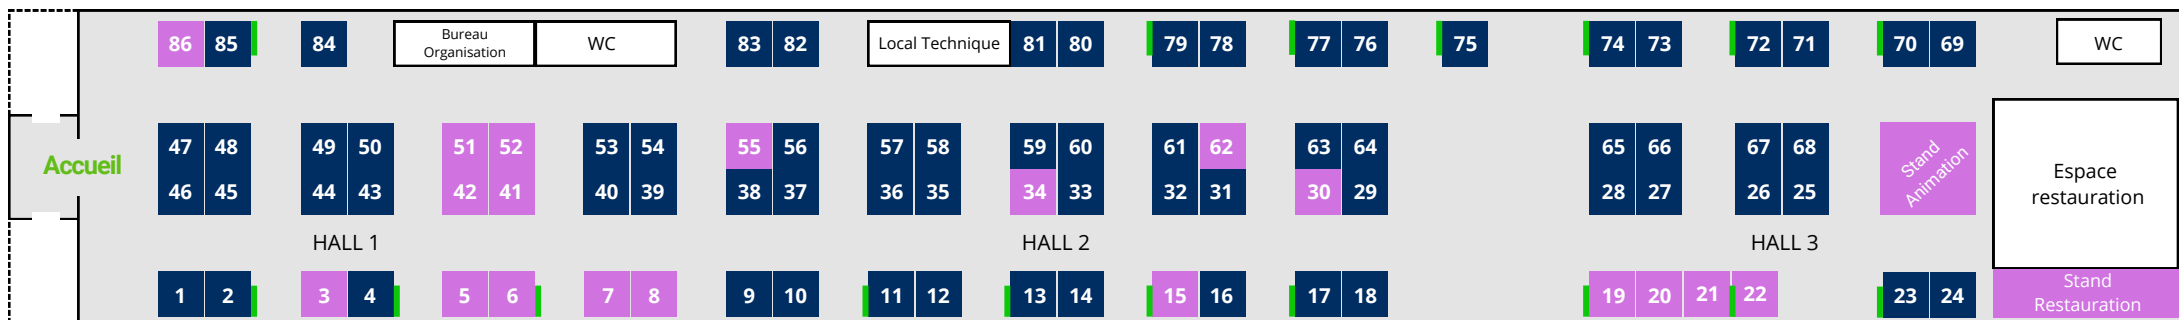 86 85 84 Bureau
Organisation WC 83 82 Local Technique 81 80 79 78 77 76 75 74 73 72 71 70 69 WC
47 48 49 50 51 52 53 54 55 56 57 58 59 60 61 62 63 64 65 66 67 68
Accueil
Stand
Animation
Espace
restauration
46 45 44 43 42 41 40 39 38 37 36 35 34 33 32 31 30 29 28 27 26 25
HALL 1 HALL 2 HALL 3
1 2 3 4 5 6 7 8 9 10 11 12 13 14 15 16 17 18 19 20 21 22 23 24
Stand
Restauration